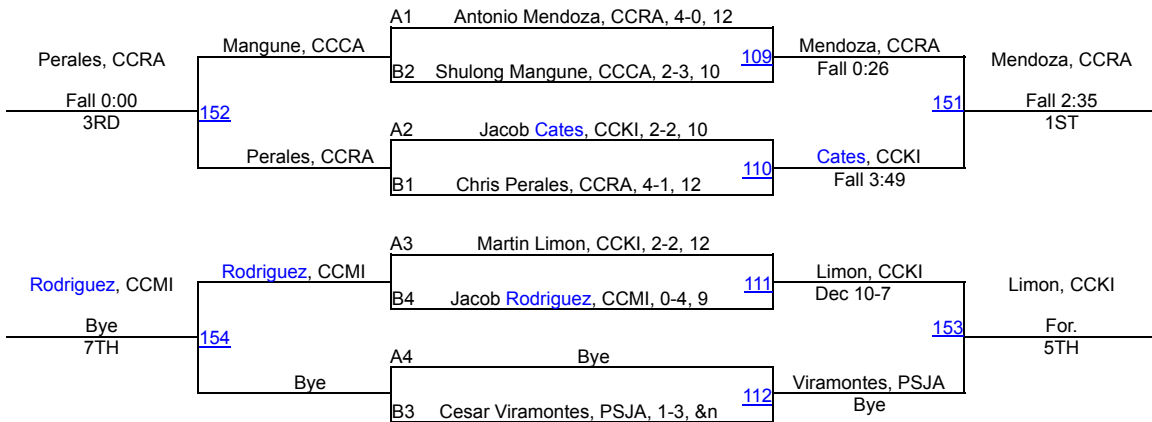 A1 Antonio Mendoza, CCRA, 4-0, 12
Perales, CCRA Mangune, CCCA 109 Mendoza, CCRA Mendoza, CCRA
B2 Shulong Mangune, CCCA, 2-3, 10 Fall 0:26
Fall 0:00 152 151 Fall 2:35
3RD 1ST
A2 Jacob Cates, CCKI, 2-2, 10
Perales, CCRA 110 Cates, CCKI
B1 Chris Perales, CCRA, 4-1, 12 Fall 3:49
A3 Martin Limon, CCKI, 2-2, 12
Rodriguez, CCMI Rodriguez, CCMI 111 Limon, CCKI Limon, CCKI
B4 Jacob Rodriguez, CCMI, 0-4, 9 Dec 10-7
Bye 154 153 For.
7TH 5TH
A4 Bye
Bye 112 Viramontes, PSJA
B3 Cesar Viramontes, PSJA, 1-3, &n Bye